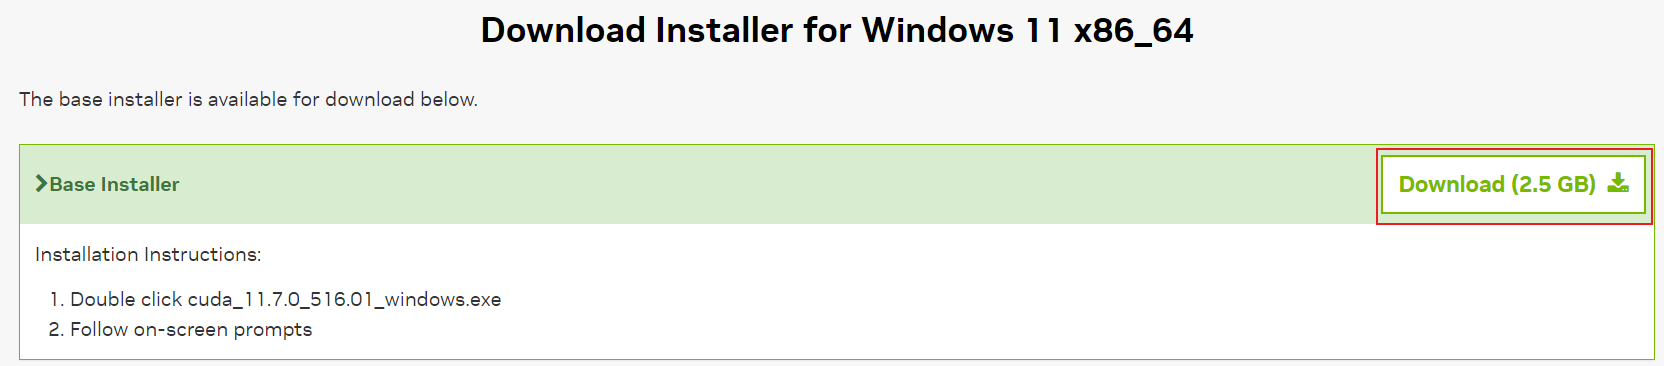 Download Installer for Windows 11 x86_64
The base installer is available for download below.
Base Installer
Download (2.5 GB)
Installation Instructions:
1. Double click cuda_11.7.0_516.01_windows.exe
2. Follow on-screen prompts